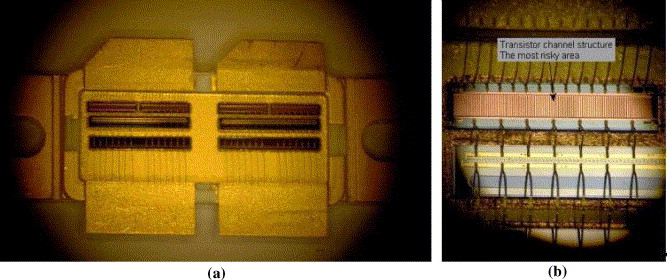 Transistor channel structure
The most risky area
(a)
(b)